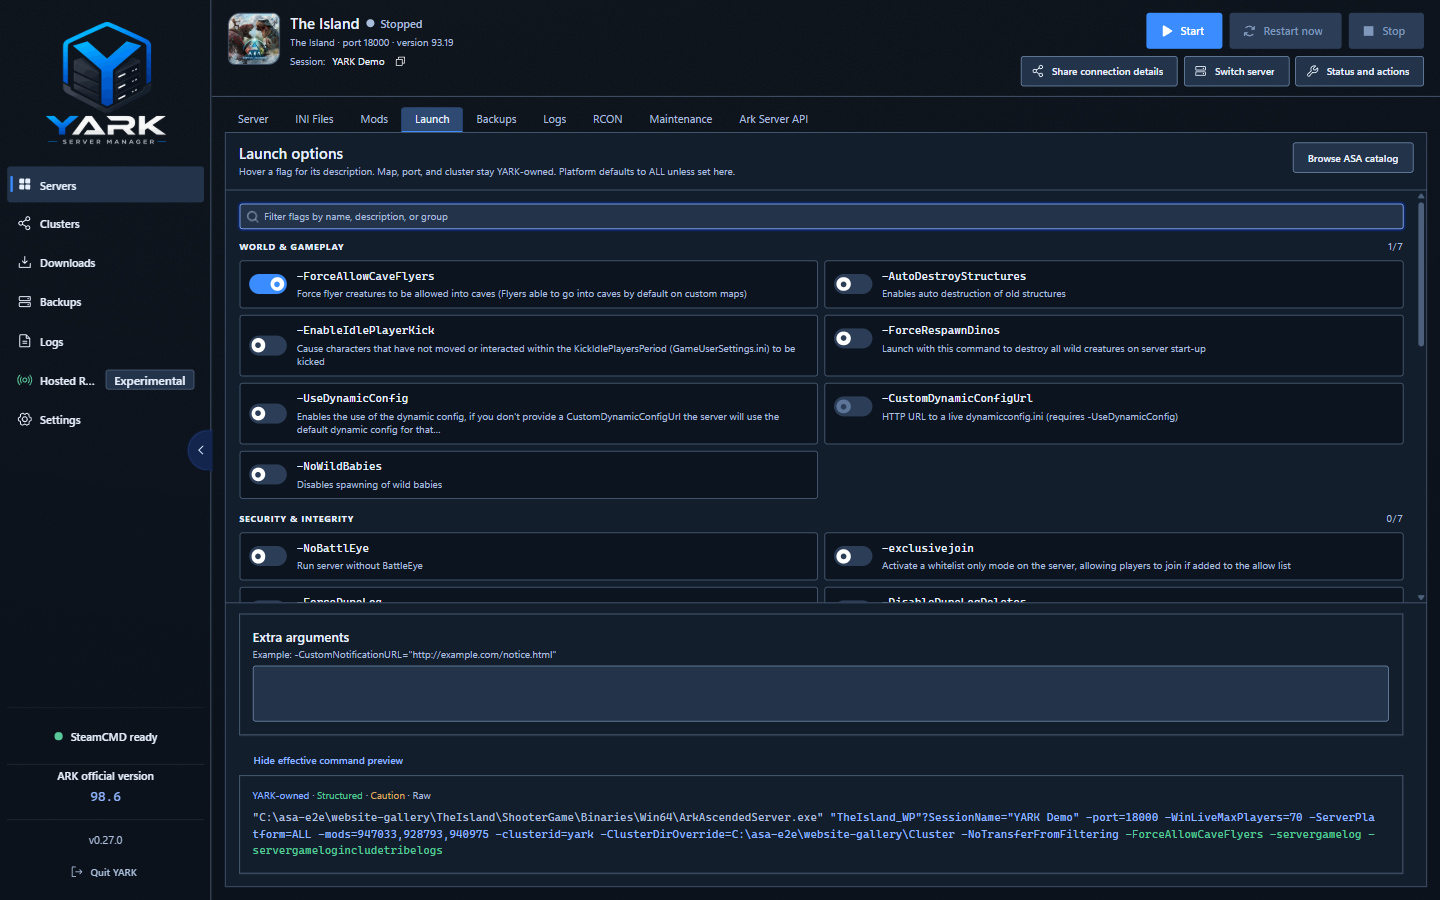 YARK
SERVER MANAGER
Servers
Clusters
Downloads
Backups
Logs
Hosted R... Experimental
Settings
SteamCMD ready
ARK official version
98.6
v0.27.0
Quit YARK
The Island Stopped
The Island · port 18000 · version 93.19
Session: YARK Demo
Start Restart now Stop
Share connection details Switch server Status and actions
Server INI Files Mods Launch Backups Logs RCON Maintenance Ark Server API
Launch options
Hover a flag for its description. Map, port, and cluster stay YARK-owned. Platform defaults to ALL unless set here.
Browse ASA catalog
Filter flags by name, description, or group
WORLD & GAMEPLAY 1/7
-ForceAllowCaveFlyers
Force flyer creatures to be allowed into caves (Flyers able to go into caves by default on custom maps)
-AutoDestroyStructures
Enables auto destruction of old structures
-EnableIdlePlayerKick
Cause characters that have not moved or interacted within the KickIdlePlayersPeriod (GameUserSettings.ini) to be
kicked
-ForceRespawnDinos
Launch with this command to destroy all wild creatures on server start-up
-UseDynamicConfig
Enables the use of the dynamic config, if you don't provide a CustomDynamicConfigUrl the server will use the
default dynamic config for that...
-CustomDynamicConfigUrl
HTTP URL to a live dynamicconfig.ini (requires -UseDynamicConfig)
-NoWildBabies
Disables spawning of wild babies
SECURITY & INTEGRITY 0/7
-NoBattlEye
Run server without BattleEye
-exclusivejoin
Activate a whitelist only mode on the server, allowing players to join if added to the allow list
-ForceDupeLog
-DisableDupeLogDeletes
Extra arguments
Example: -CustomNotificationURL="http://example.com/notice.html"
Hide effective command preview
YARK-owned · Structured · Caution · Raw
"C:\asa-e2e\website-gallery\TheIsland\ShooterGame\Binaries\Win64\ArkAscendedServer.exe" "TheIsland_WP"?SessionName="YARK Demo" -port=18000 -WinLiveMaxPlayers=70 -ServerPla
tform=ALL -mods=947033,928793,940975 -clusterid=yark -ClusterDirOverride=C:\asa-e2e\website-gallery\Cluster -NoTransferFromFiltering -ForceAllowCaveFlyers -servergamelog -
servergamelogincludetribelogs